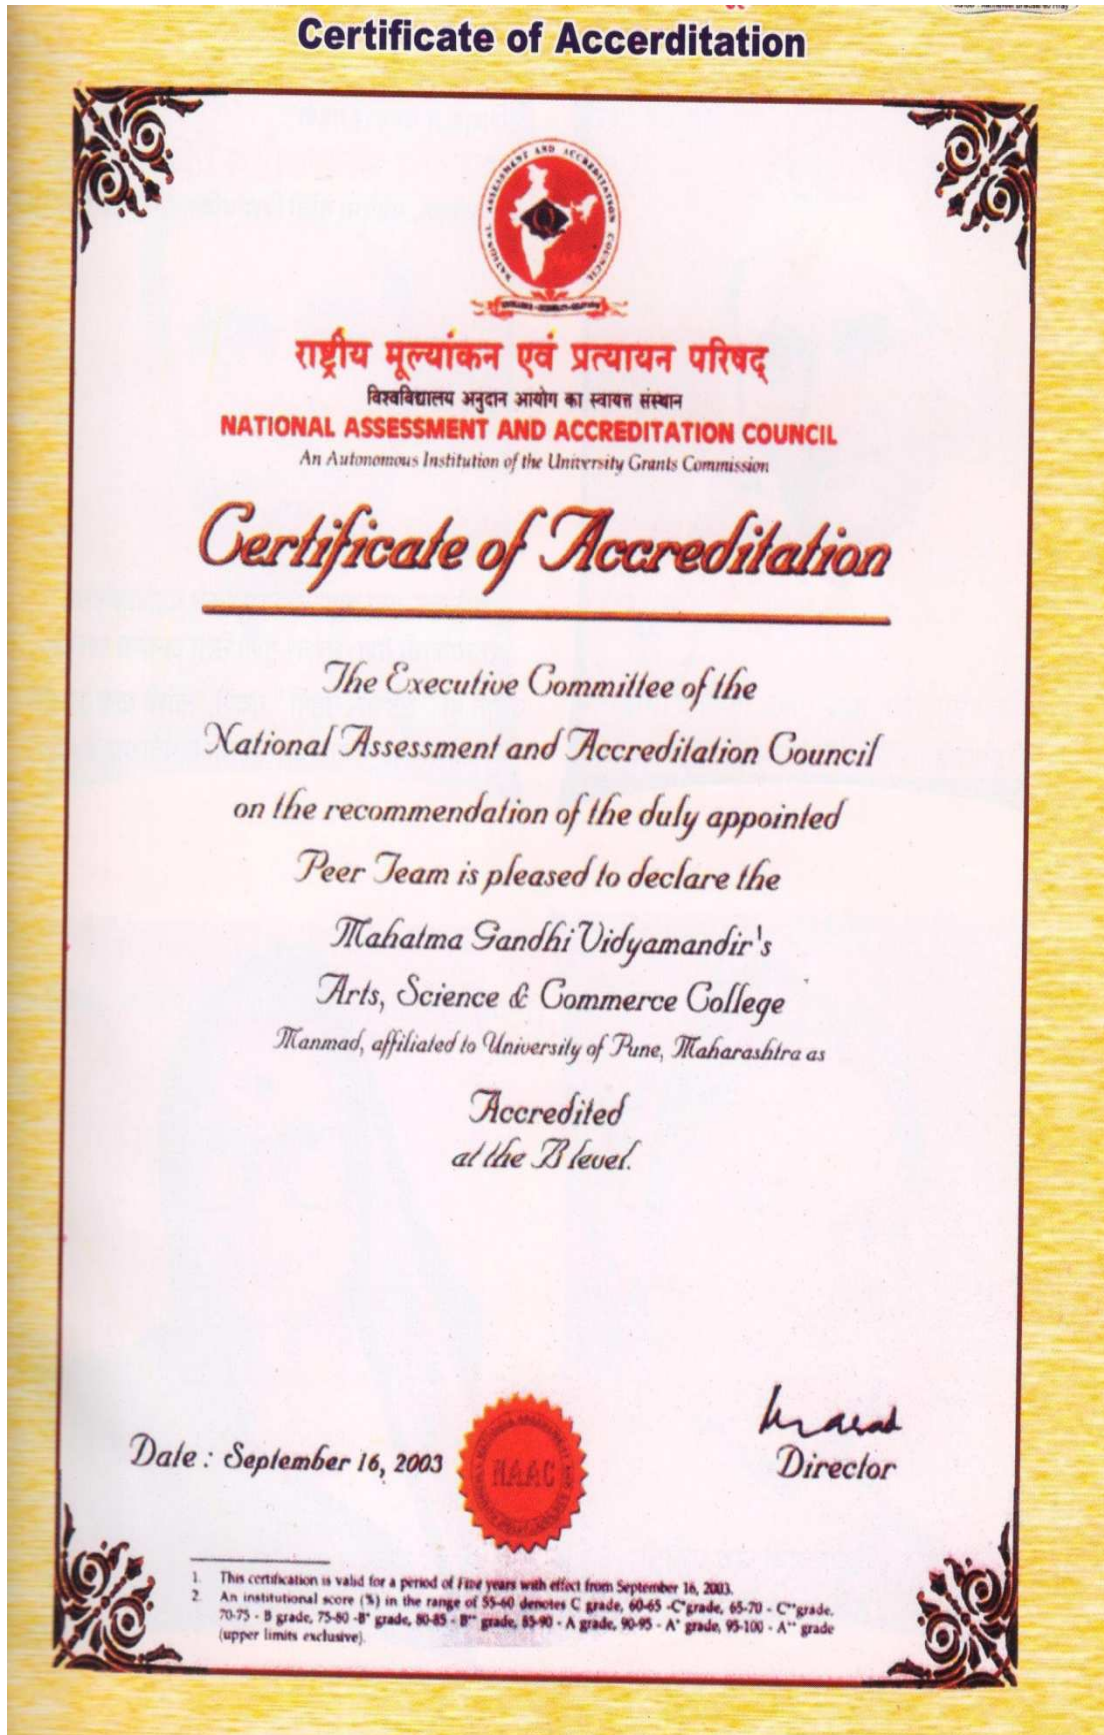 Certificate of Accerditation
NATIONAL ASSESSMENT AND ACCREDITATION COUNCIL
राष्ट्रीय मूल्यांकन एवं प्रत्यायन परिषद्
विश्वविद्यालय अनुदान आयोग का स्वायत्त संस्थान
NATIONAL ASSESSMENT AND ACCREDITATION COUNCIL
An Autonomous Institution of the University Grants Commission
Certificate of Accreditation
The Executive Committee of the
National Assessment and Accreditation Council
on the recommendation of the duly appointed
Peer Team is pleased to declare the
Mahatma Gandhi Vidyamandir's
Arts, Science & Commerce College
Manmad, affiliated to University of Pune, Maharashtra as
Accredited
at the B level.
Date : September 16, 2003
NAAC
Director
1. This certification is valid for a period of Five years with effect from September 16, 2003.
2. An institutional score (%) in the range of 55-60 denotes C grade, 60-65 -C+grade, 65-70 - C++grade,
70-75 - B grade, 75-80 -B+ grade, 80-85 - B++ grade, 85-90 - A grade, 90-95 - A+ grade, 95-100 - A++ grade
(upper limits exclusive).